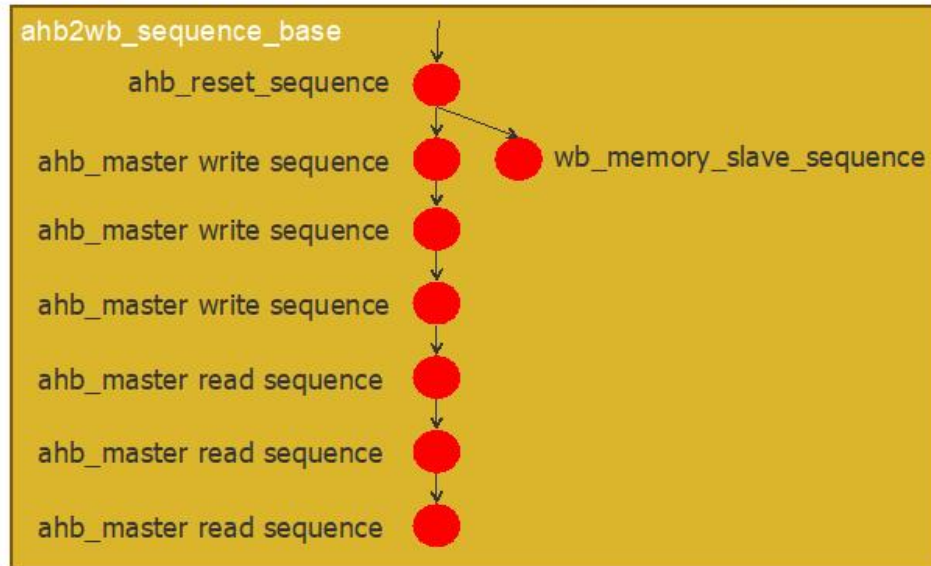 ahb2wb_sequence_base
ahb_reset_sequence
ahb_master write sequence
wb_memory_slave_sequence
ahb_master write sequence
ahb_master write sequence
ahb_master read sequence
ahb_master read sequence
ahb_master read sequence